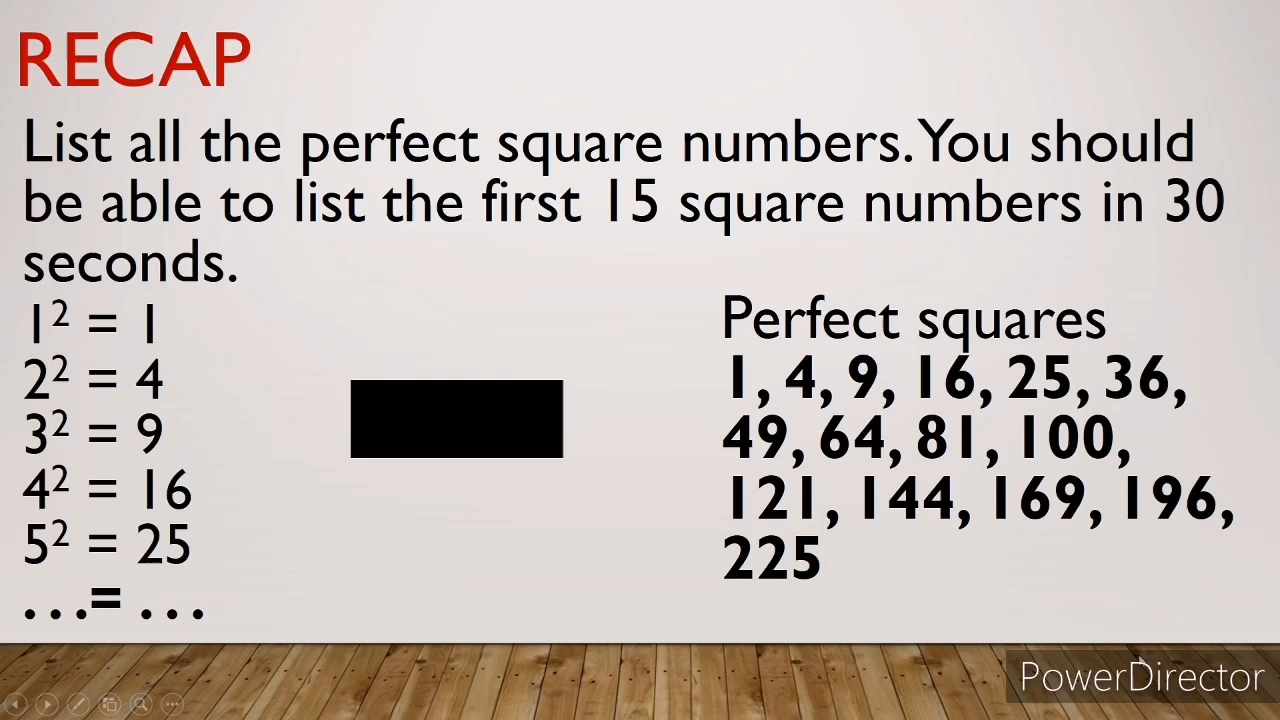 RECAP
List all the perfect square numbers. You should
be able to list the first 15 square numbers in 30
seconds.
1² = 1
2² = 4
3² = 9
4² = 16
5² = 25
...= ...
Perfect squares
1, 4, 9, 16, 25, 36,
49, 64, 81, 100,
121, 144, 169, 196,
225
PowerDirector